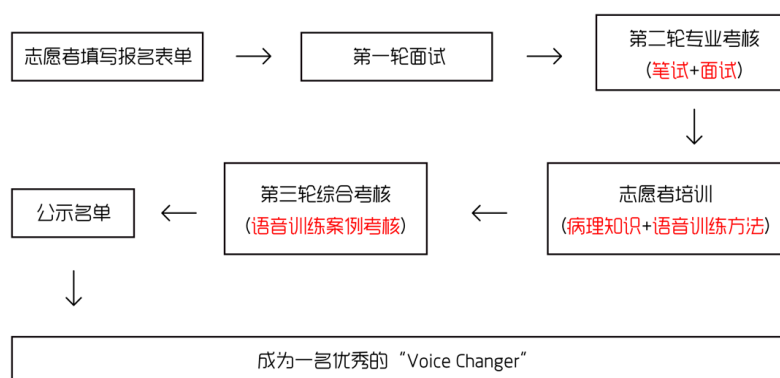 志愿者填写报名表单
第一轮面试
第二轮专业考核
(笔试+面试)
志愿者培训
(病理知识+语音训练方法)
第三轮综合考核
(语音训练案例考核)
公示名单
成为一名优秀的“Voice Changer“